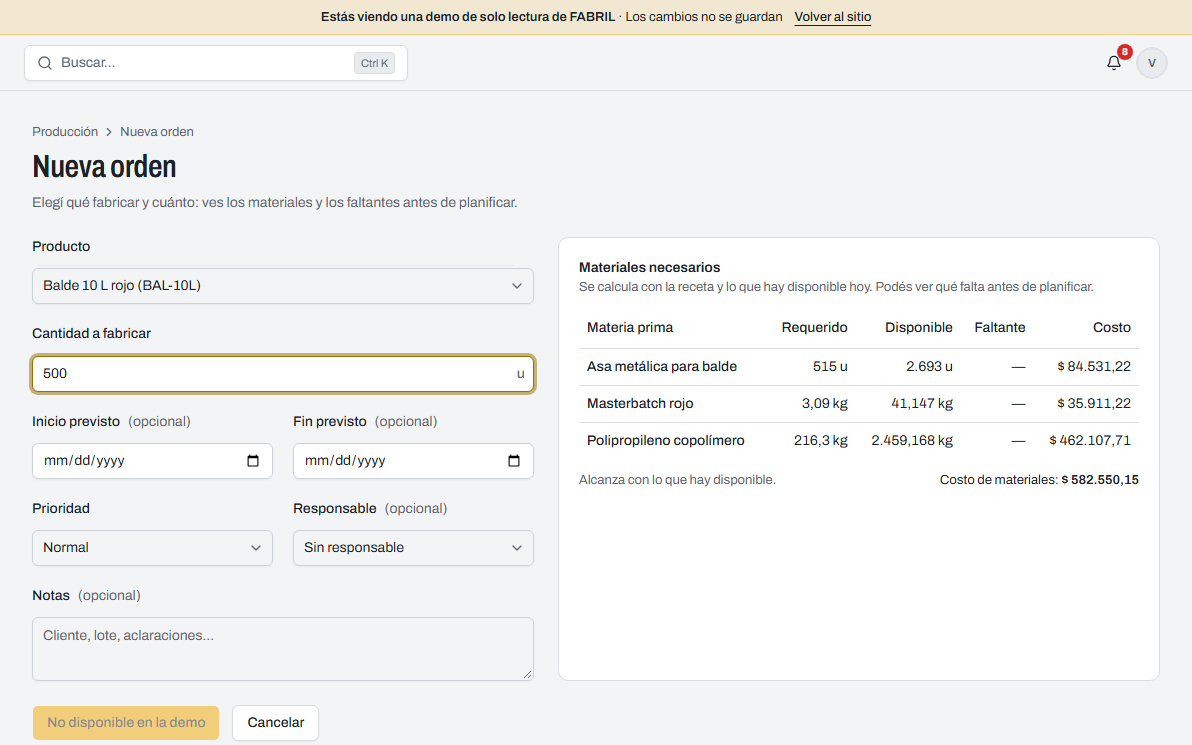 Estás viendo una demo de solo lectura de FABRIL · Los cambios no se guardan Volver al sitio
Buscar... Ctrl K
8
V
Producción > Nueva orden
Nueva orden
Elegí qué fabricar y cuánto: ves los materiales y los faltantes antes de planificar.
Producto
Balde 10 L rojo (BAL-10L)
Cantidad a fabricar
500 u
Inicio previsto (opcional) Fin previsto (opcional)
mm/dd/yyyy mm/dd/yyyy
Prioridad Responsable (opcional)
Normal Sin responsable
Notas (opcional)
Cliente, lote, aclaraciones...
No disponible en la demo Cancelar
Materiales necesarios
Se calcula con la receta y lo que hay disponible hoy. Podés ver qué falta antes de planificar.
Materia prima Requerido Disponible Faltante Costo
Asa metálica para balde 515 u 2.693 u — $ 84.531,22
Masterbatch rojo 3,09 kg 41,147 kg — $ 35.911,22
Polipropileno copolímero 216,3 kg 2.459,168 kg — $ 462.107,71
Alcanza con lo que hay disponible. Costo de materiales: $ 582.550,15